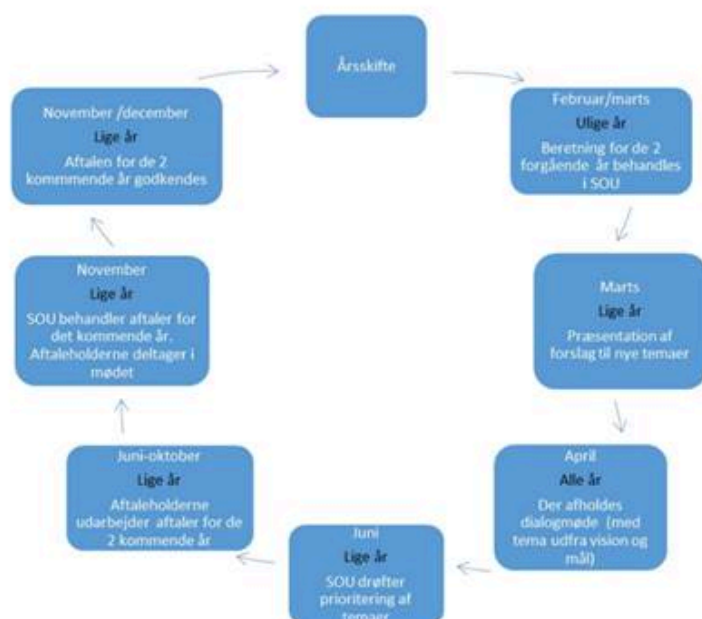 Årsskifte
Februar/marts
Ulige år
Beretning for de 2
forgående år behandles
i SOU
Marts
Lige år
Præsentation af
forslag til nye temaer
April
Alle år
Der afholdes
dialogmøde (med
tema udfra vision og
mål)
Juni
Lige år
SOU drøfter
prioritering af
temaer
Juni-oktober
Lige år
Aftaleholderne
udarbejder aftaler for de
2 kommende år
November
Lige år
SOU behandler aftaler for
det kommende år.
Aftaleholderne deltager i
mødet
November /december
Lige år
Aftalen for de 2
kommmende år godkendes